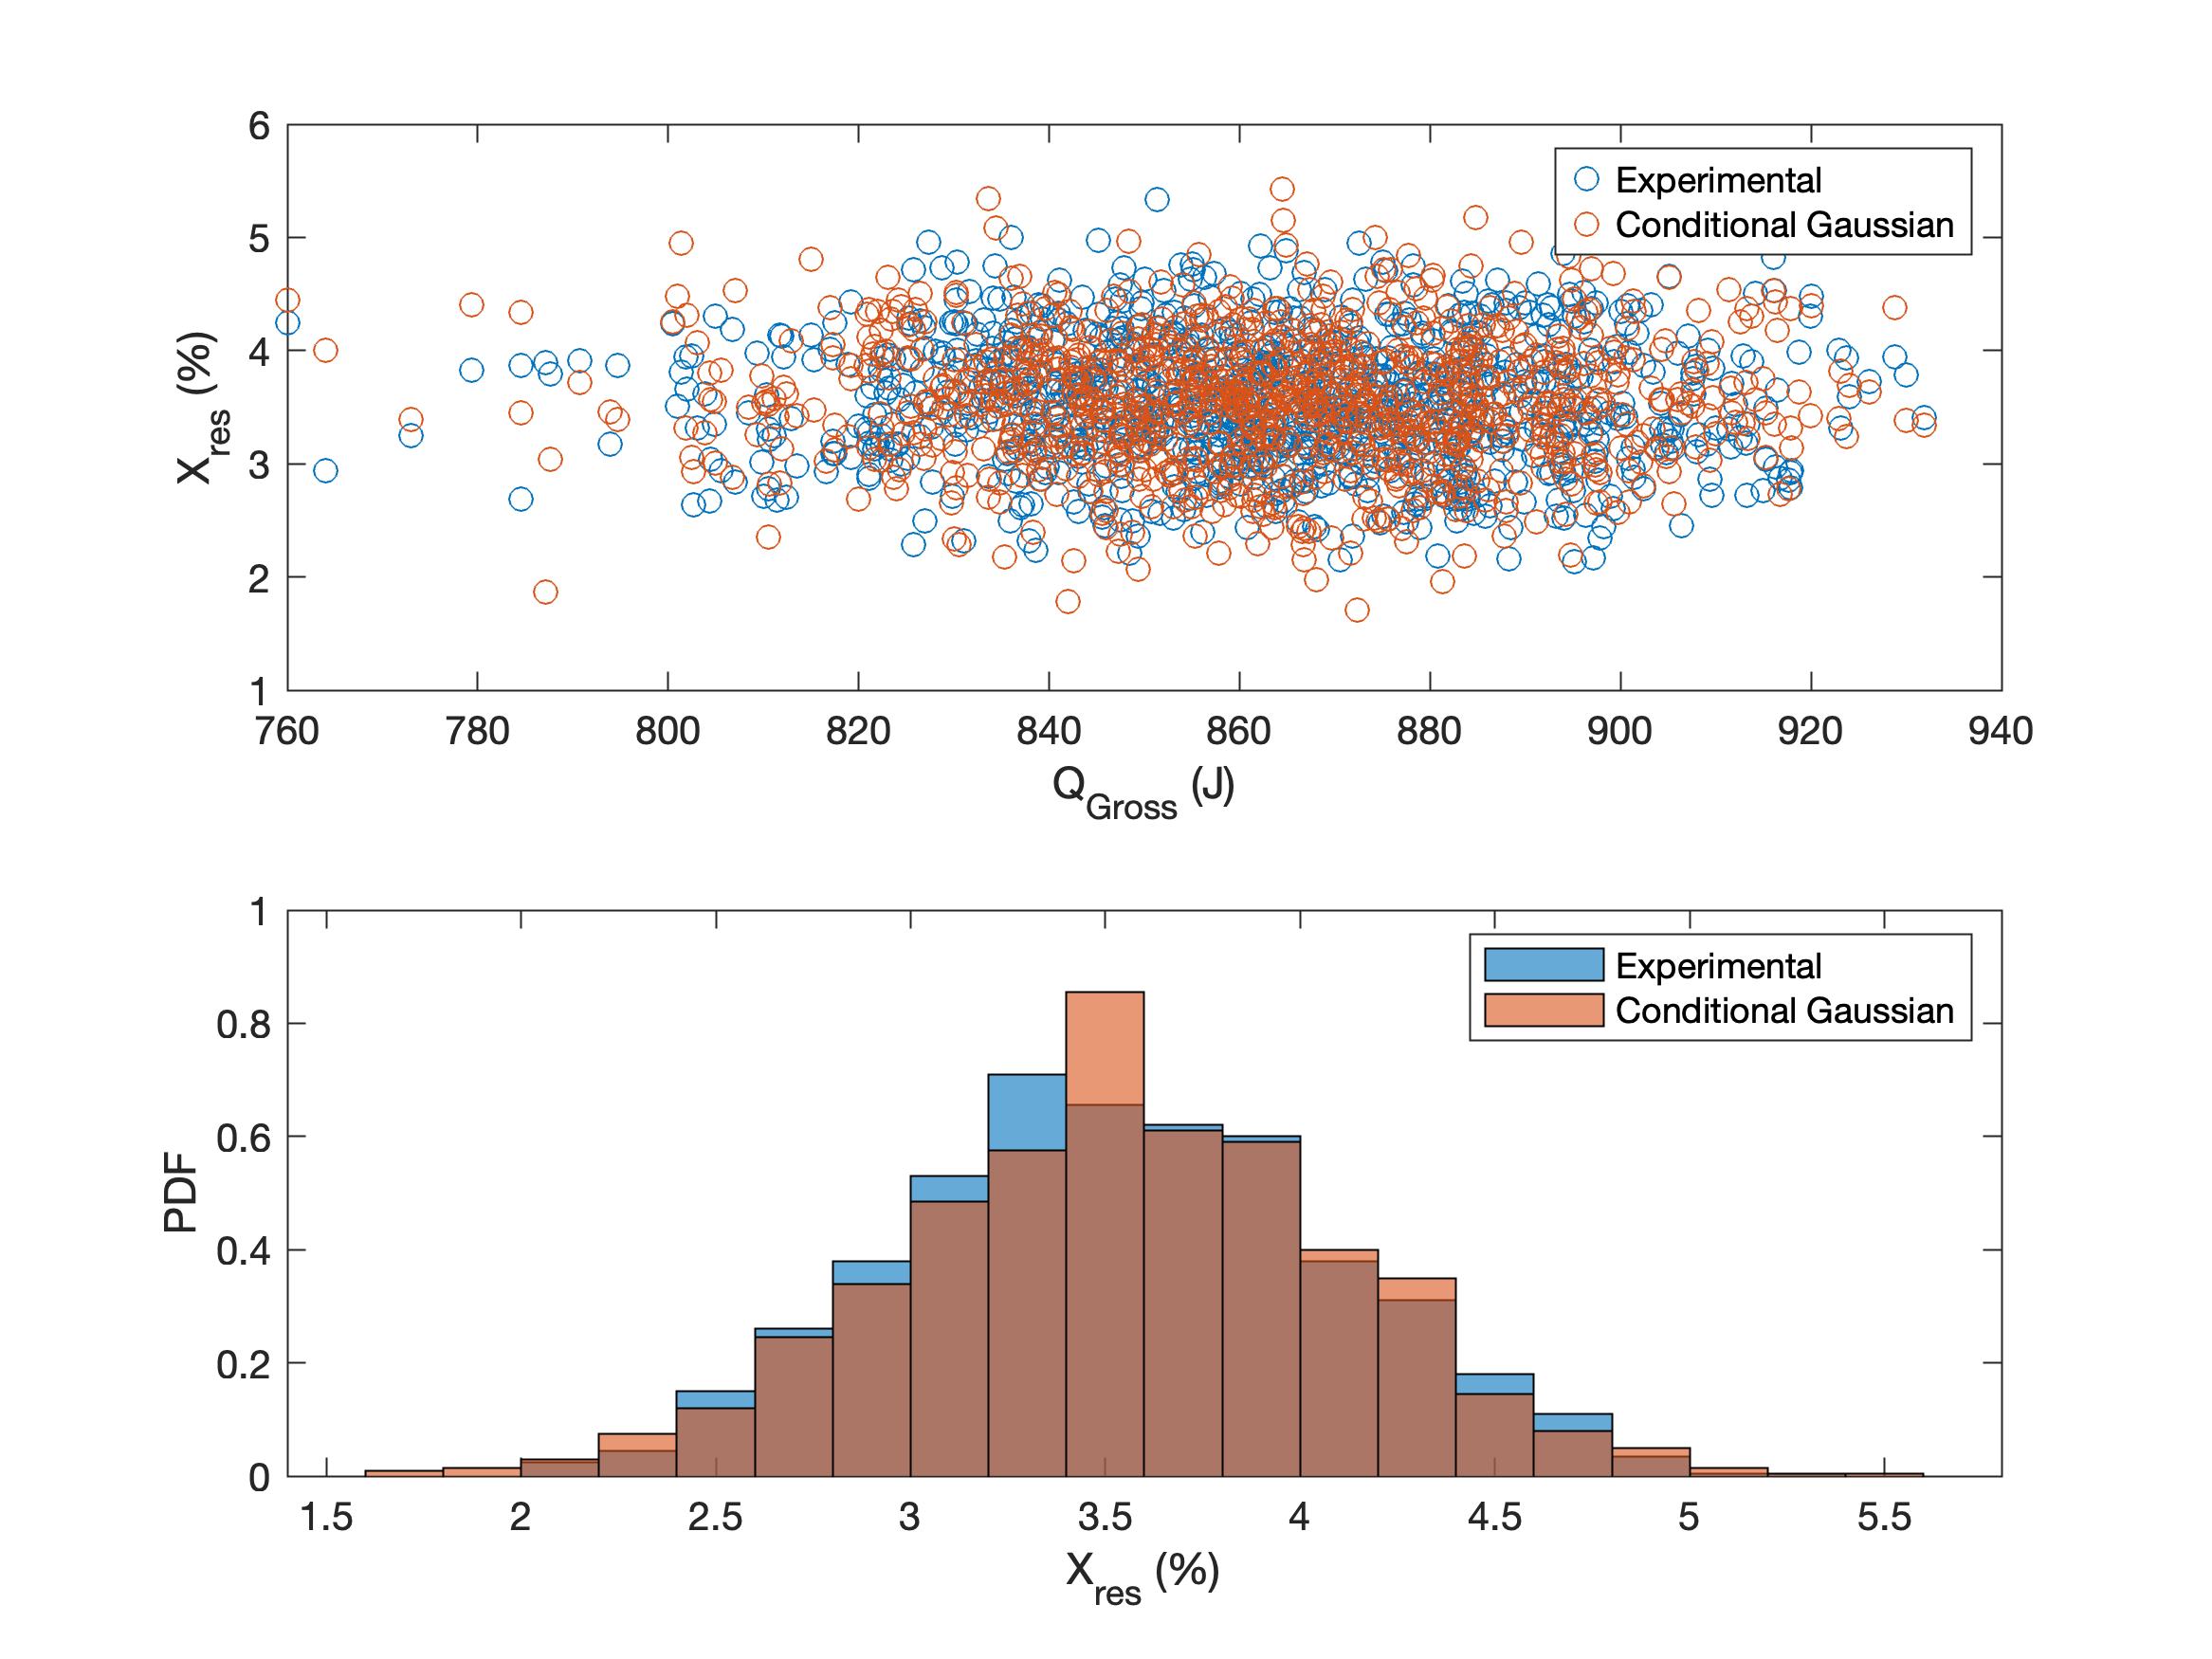 6
5
4
3
2
1
X_res (%)
Experimental
Conditional Gaussian
760 780 800 820 840 860 880 900 920 940
Q_Gross (J)
1
0.8
0.6
0.4
0.2
0
PDF
Experimental
Conditional Gaussian
1.5 2 2.5 3 3.5 4 4.5 5 5.5
X_res (%)